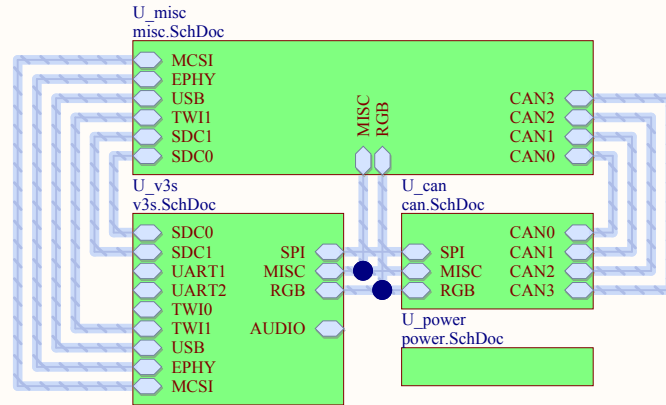 U_misc
misc.SchDoc
MCSI
EPHY
USB
TWI1
SDC1
SDC0
MISC
RGB
CAN3
CAN2
CAN1
CAN0
U_v3s
v3s.SchDoc
SDC0
SDC1
UART1
UART2
TWI0
TWI1
USB
EPHY
MCSI
SPI
MISC
RGB
AUDIO
U_can
can.SchDoc
SPI
MISC
RGB
CAN0
CAN1
CAN2
CAN3
U_power
power.SchDoc